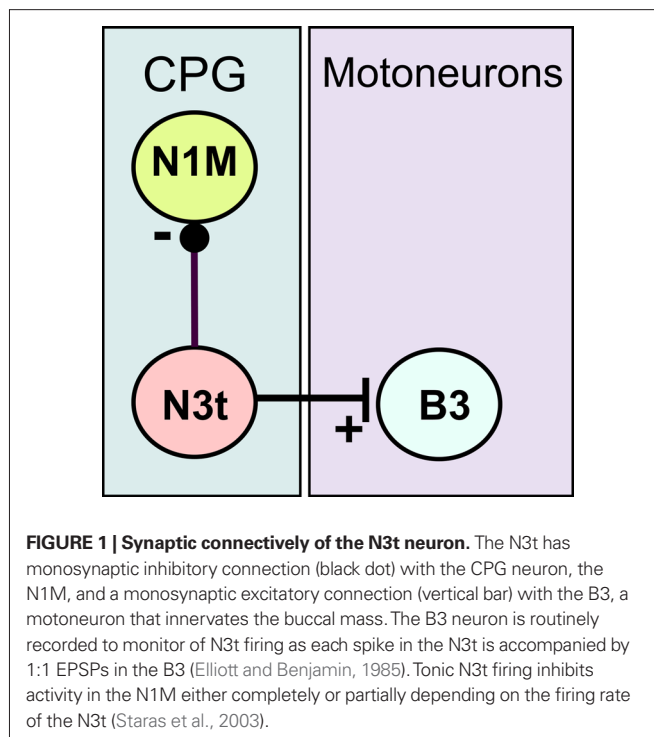 CPG
Motoneurons
N1M
-
N3t
B3
+
FIGURE 1 | Synaptic connectively of the N3t neuron. The N3t has
monosynaptic inhibitory connection (black dot) with the CPG neuron, the
N1M, and a monosynaptic excitatory connection (vertical bar) with the B3, a
motoneuron that innervates the buccal mass. The B3 neuron is routinely
recorded to monitor of N3t firing as each spike in the N3t is accompanied by
1:1 EPSPs in the B3 (Elliott and Benjamin, 1985). Tonic N3t firing inhibits
activity in the N1M either completely or partially depending on the firing rate
of the N3t (Staras et al., 2003).